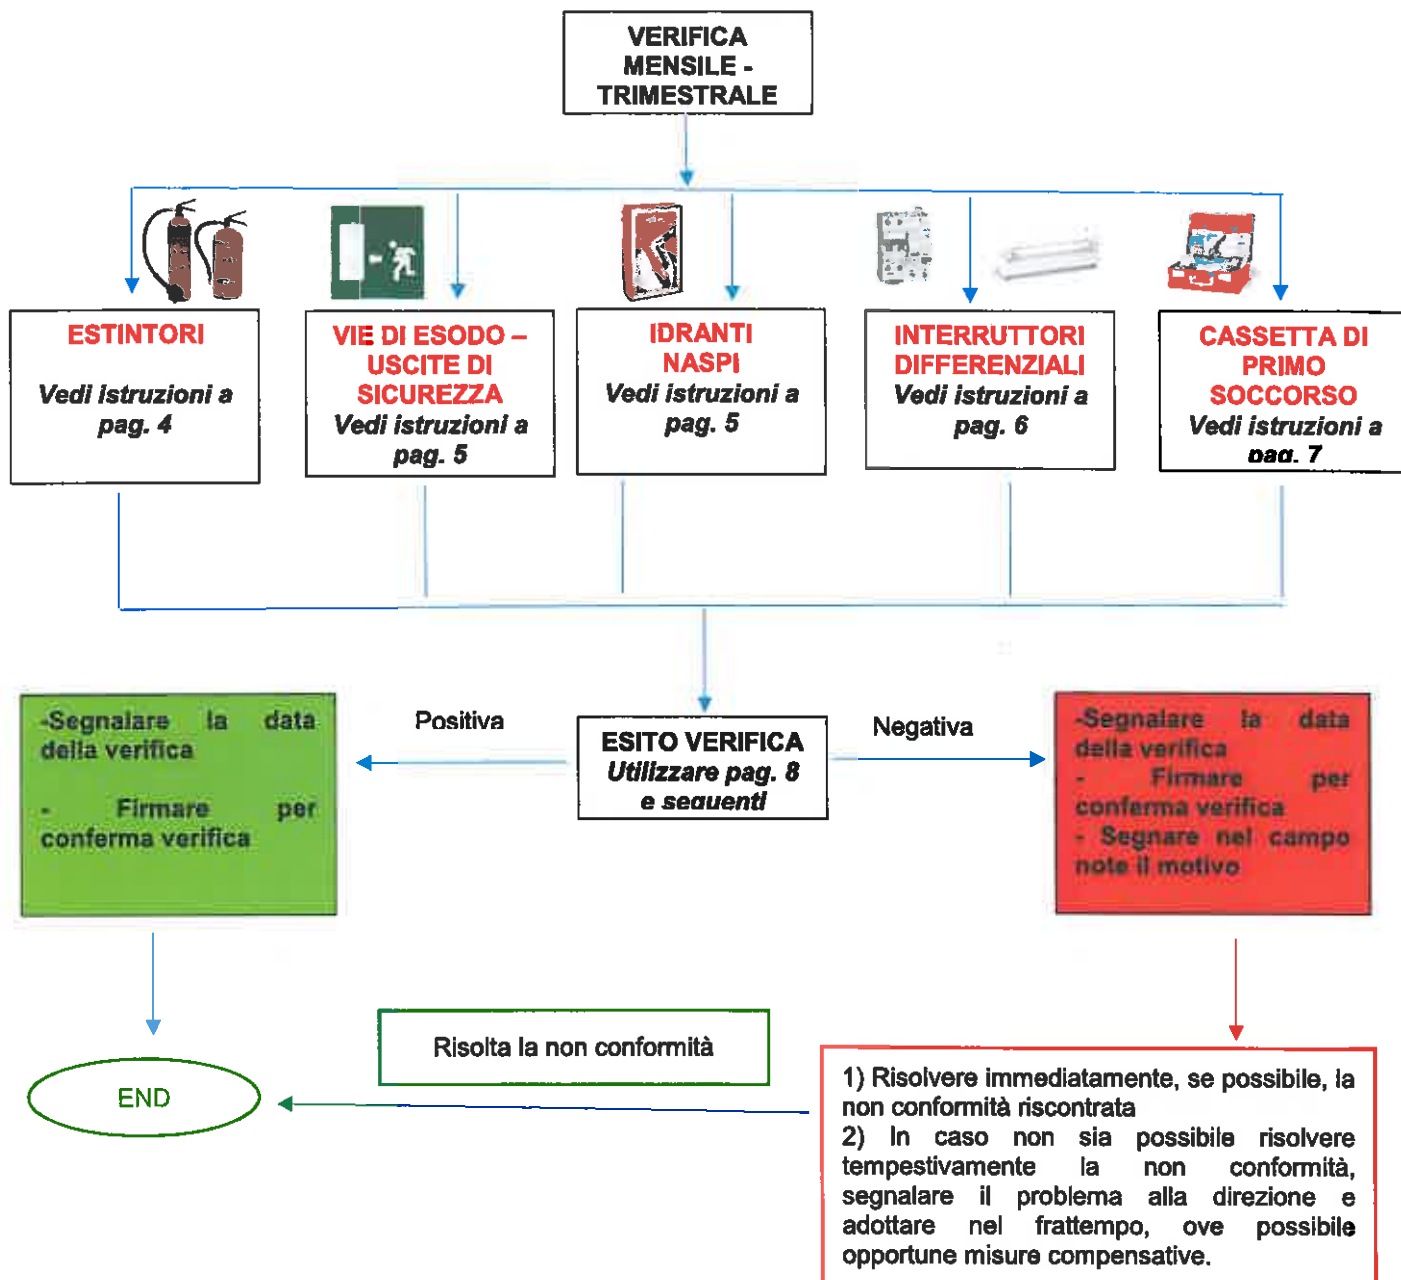 VERIFICA
MENSILE -
TRIMESTRALE
ESTINTORI
Vedi istruzioni a
pag. 4
VIE DI ESODO –
USCITE DI
SICUREZZA
Vedi istruzioni a
pag. 5
IDRANTI
NASPI
Vedi istruzioni a
pag. 5
INTERRUTTORI
DIFFERENZIALI
Vedi istruzioni a
pag. 6
CASSETTA DI
PRIMO
SOCCORSO
Vedi istruzioni a
pag. 7
-Segnalare la data
della verifica
- Firmare per
conferma verifica
Positiva
ESITO VERIFICA
Utilizzare pag. 8
e seguenti
Negativa
-Segnalare la data
della verifica
- Firmare per
conferma verifica
- Segnare nel campo
note il motivo
Risolta la non conformità
END
1) Risolvere immediatamente, se possibile, la
non conformità riscontrata
2) In caso non sia possibile risolvere
tempestivamente la non conformità,
segnalare il problema alla direzione e
adottare nel frattempo, ove possibile
opportune misure compensative.